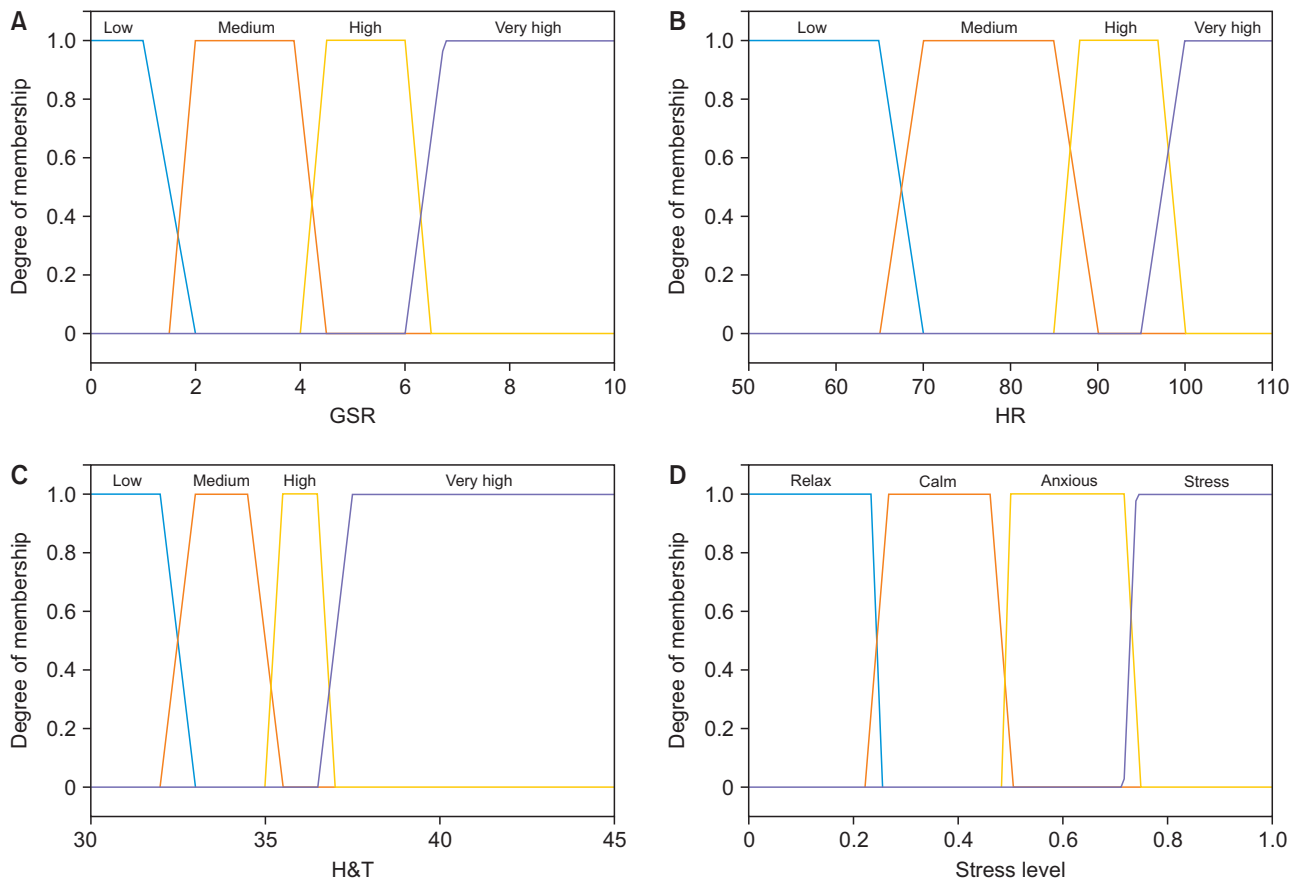 A
Low Medium High Very high
1.0
0.8
0.6
0.4
0.2
0
Degree of membership
0 2 4 6 8 10
GSR
B
Low Medium High Very high
1.0
0.8
0.6
0.4
0.2
0
Degree of membership
50 60 70 80 90 100 110
HR
C
Low Medium High Very high
1.0
0.8
0.6
0.4
0.2
0
Degree of membership
30 35 40 45
H&T
D
Relax Calm Anxious Stress
1.0
0.8
0.6
0.4
0.2
0
Degree of membership
0 0.2 0.4 0.6 0.8 1.0
Stress level